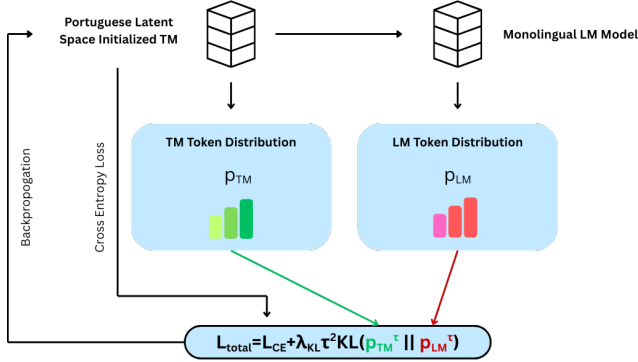 Portuguese Latent
Space Initialized TM
Monolingual LM Model
Backpropogation
Cross Entropy Loss
TM Token Distribution
pTM
LM Token Distribution
pLM
Ltotal=LCE+λKLτ²KL(pTMτ || pLMτ)